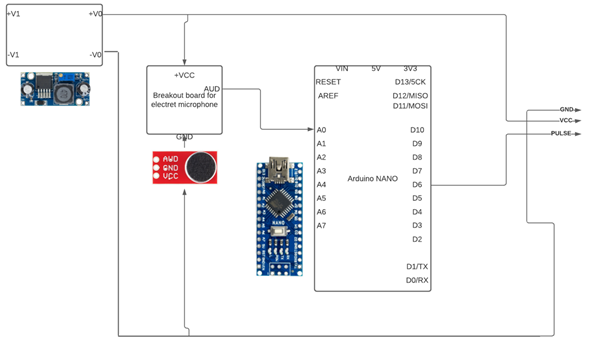 +V1
+V0
-V1
-V0
+VCC
AUD
Breakout board for
electret microphone
GND
AWD
GND
VCC
NANO
VIN 5V 3V3
RESET
D13/5CK
AREF
D12/MISO
D11/MOSI
A0
D10
A1
D9
A2
D8
A3
D7
Arduino NANO
A4
D6
A5
D5
A6
D4
A7
D3
D2
D1/TX
D0/RX
GND
VCC
PULSE